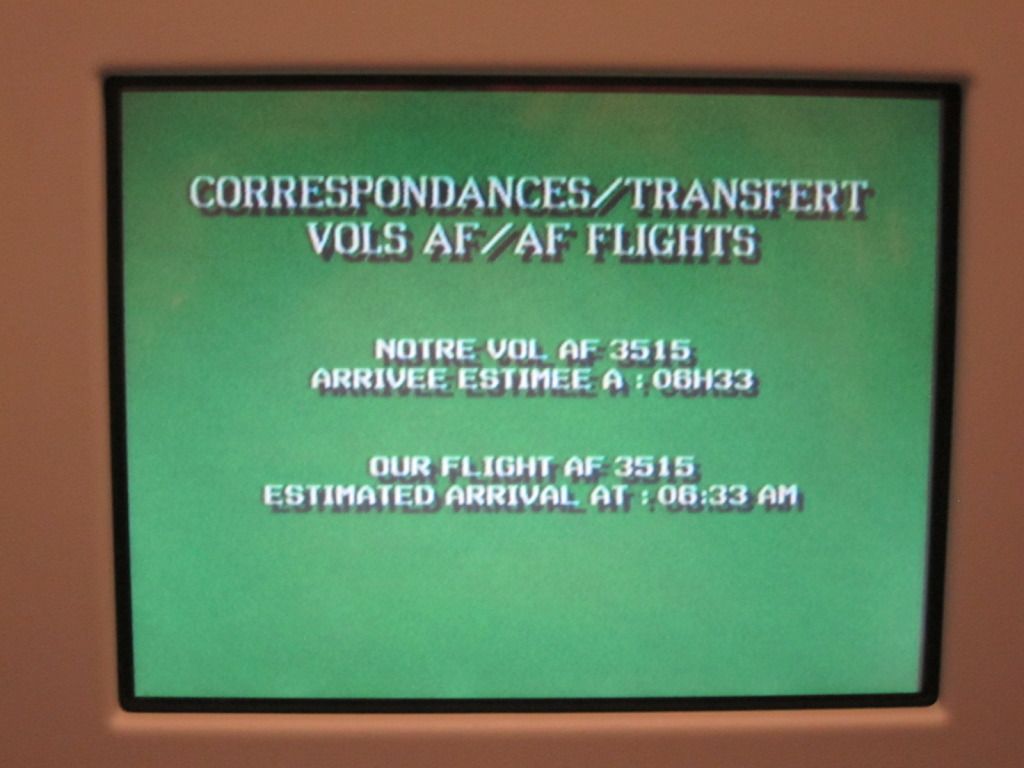 CORRESPONDANCES/TRANSFERT
VOLS AF/AF FLIGHTS
NOTRE VOL AF 3515
ARRIVEE ESTIMEE A : 06H33
OUR FLIGHT AF 3515
ESTIMATED ARRIVAL AT : 06:33 AM